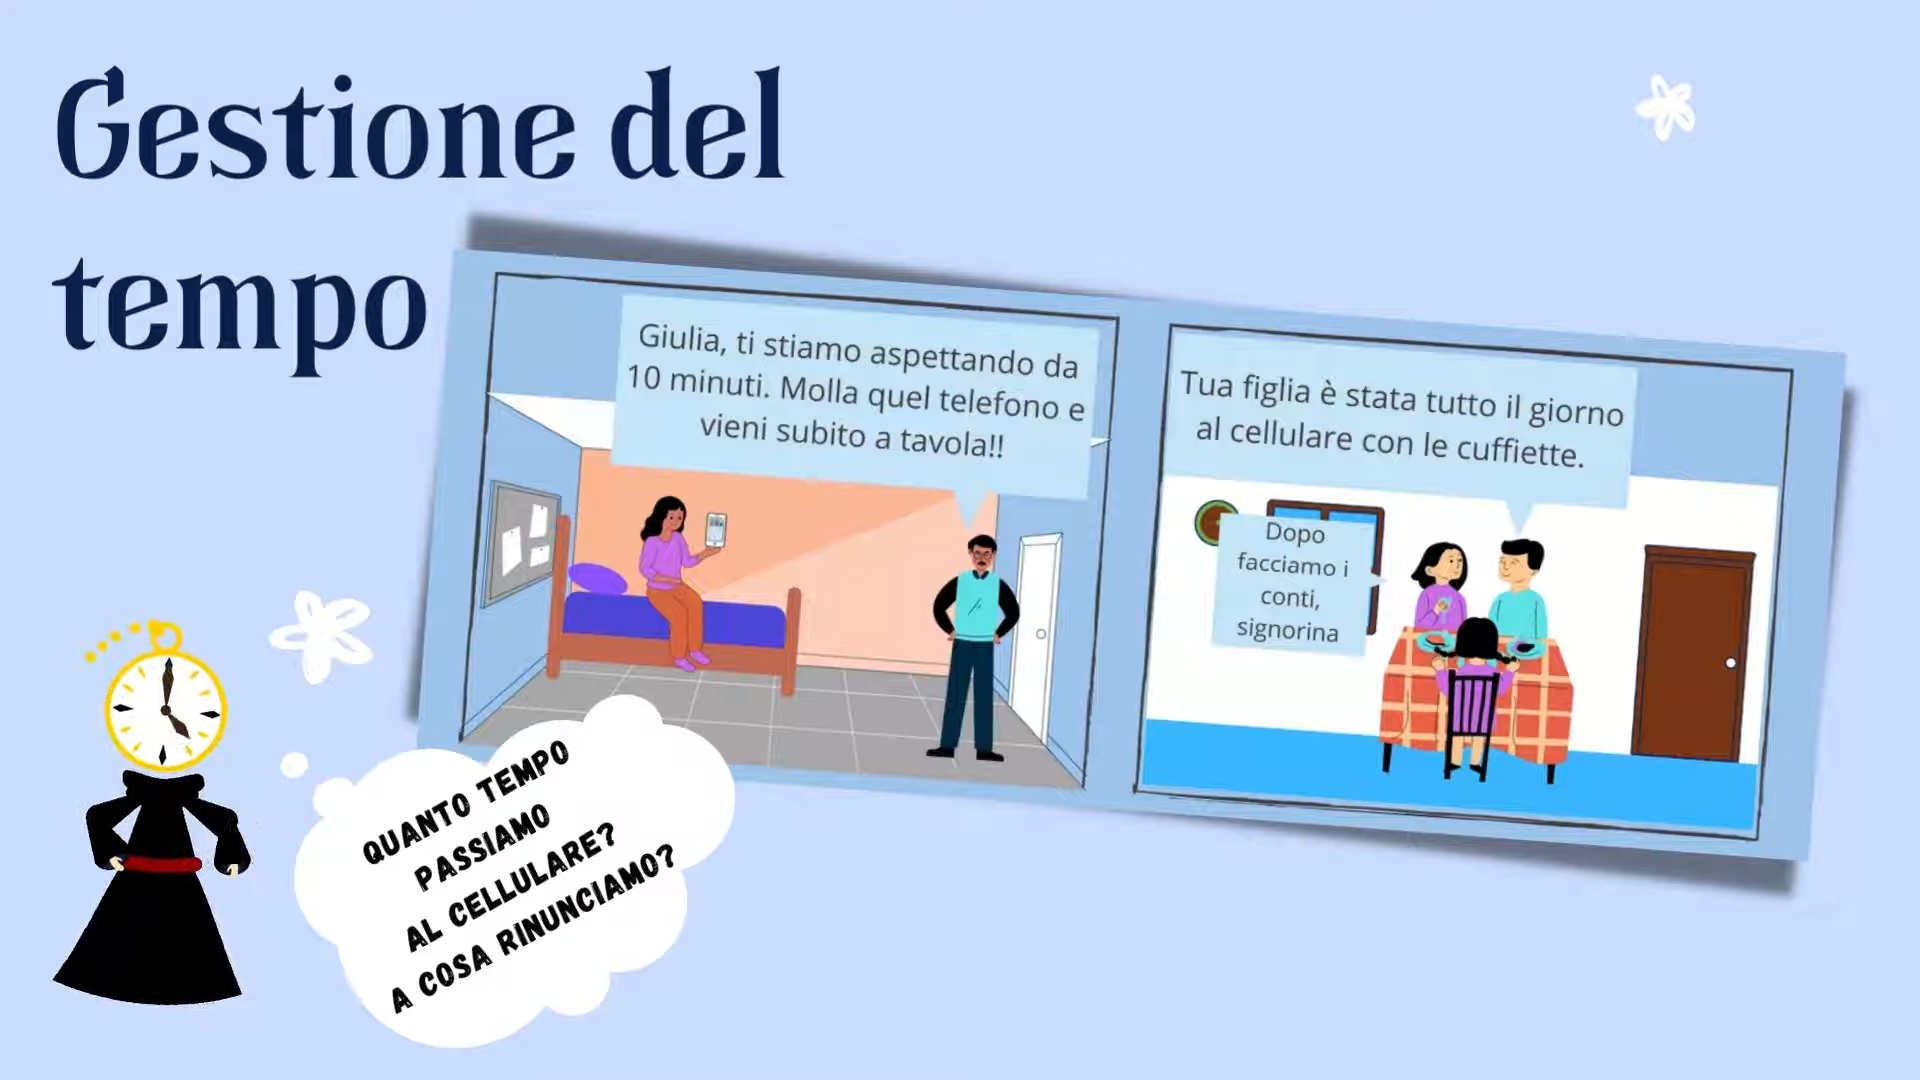 Gestione del
tempo
Giulia, ti stiamo aspettando da
10 minuti. Molla quel telefono e
vieni subito a tavola!!
Tua figlia è stata tutto il giorno
al cellulare con le cuffiette.
Dopo
facciamo i
conti,
signorina
QUANTO TEMPO
PASSIAMO
AL CELLULARE?
A COSA RINUNCIAMO?